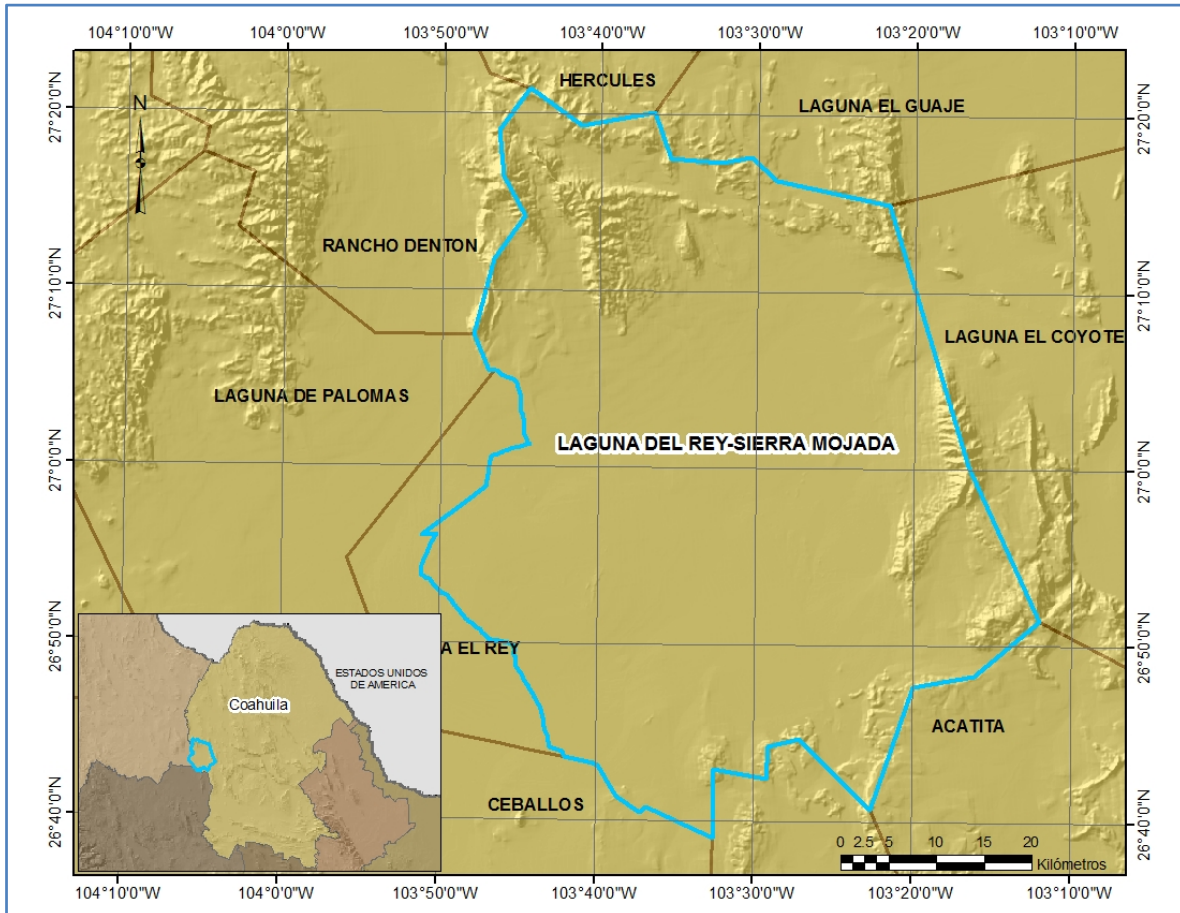 104°10'0"W 104°0'0"W 103°50'0"W 103°40'0"W 103°30'0"W 103°20'0"W 103°10'0"W
HERCULES
LAGUNA EL GUAJE
27°20'0"N 27°20'0"N
N
RANCHO DENTON
27°10'0"N 27°10'0"N
LAGUNA EL COYOTE
LAGUNA DE PALOMAS
LAGUNA DEL REY-SIERRA MOJADA
27°0'0"N 27°0'0"N
26°50'0"N 26°50'0"N
A EL REY
ESTADOS UNIDOS
DE AMERICA
Coahuila
ACATITA
CEBALLOS
26°40'0"N 26°40'0"N
0 2.5 5 10 15 20
Kilómetros
104°10'0"W 104°0'0"W 103°50'0"W 103°40'0"W 103°30'0"W 103°20'0"W 103°10'0"W